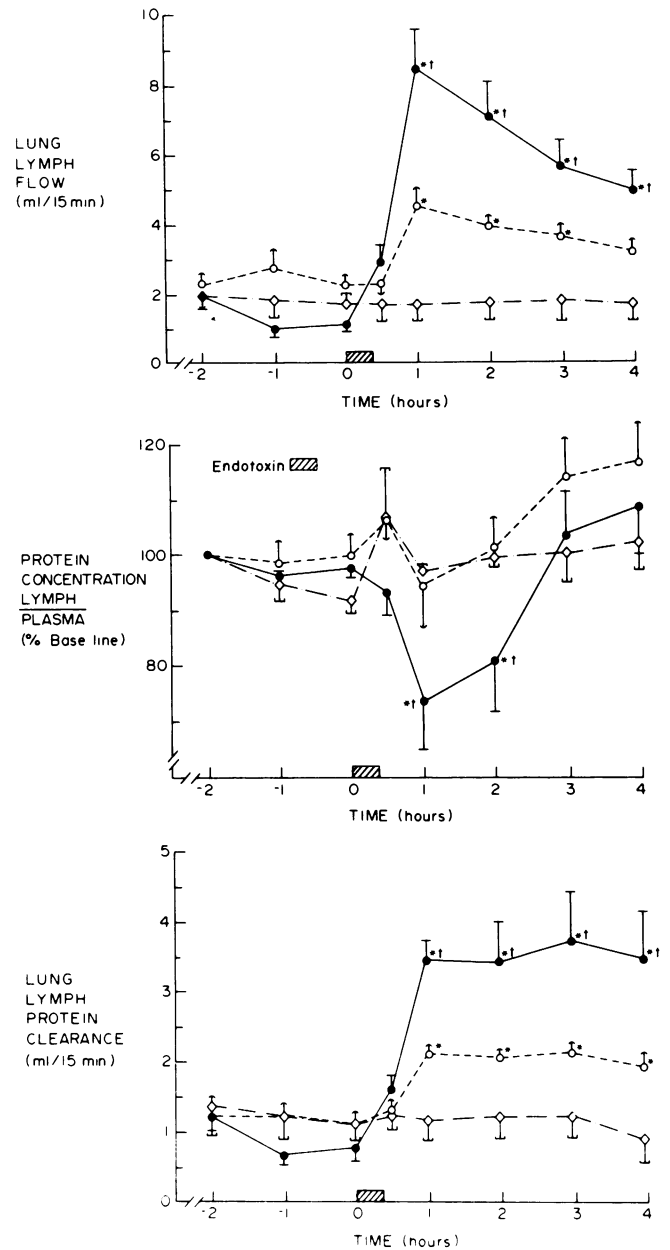 10
8
6
4
2
0
LUNG
LYMPH
FLOW
(ml/15 min)
*†
*†
*†
*†
*
*
*
-2 -1 0 1 2 3 4
TIME (hours)
120
100
80
Endotoxin
PROTEIN
CONCENTRATION
LYMPH
PLASMA
(% Base line)
*†
*†
-2 -1 0 1 2 3 4
TIME (hours)
5
4
3
2
1
0
LUNG
LYMPH
PROTEIN
CLEARANCE
(ml/15 min)
*†
*†
*†
*†
*
*
*
*
-2 -1 0 1 2 3 4
TIME (hours)